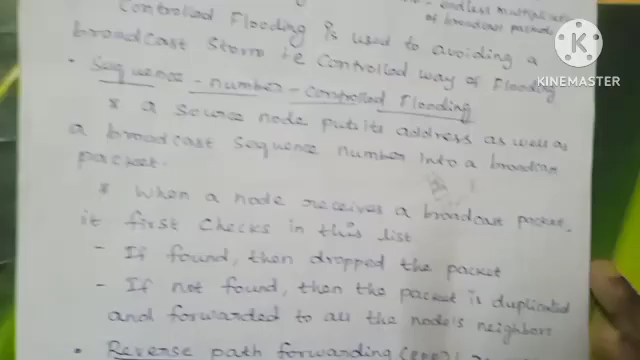 - endless multiplication
of broadcast packets
Controlled Flooding is used to avoiding a
broadcast storm ie Controlled way of Flooding
• Sequence - number - Controlled Flooding
* a source node puts its address as well as
a broadcast sequence number into a broadcast
packet.
* When a node receives a broadcast packet,
it first checks in this list
- If found, then dropped the packet
- If not found, then the packet is duplicated
and forwarded to all the node's neighbors
• Reverse path forwarding (RPF)
K
KINEMASTER